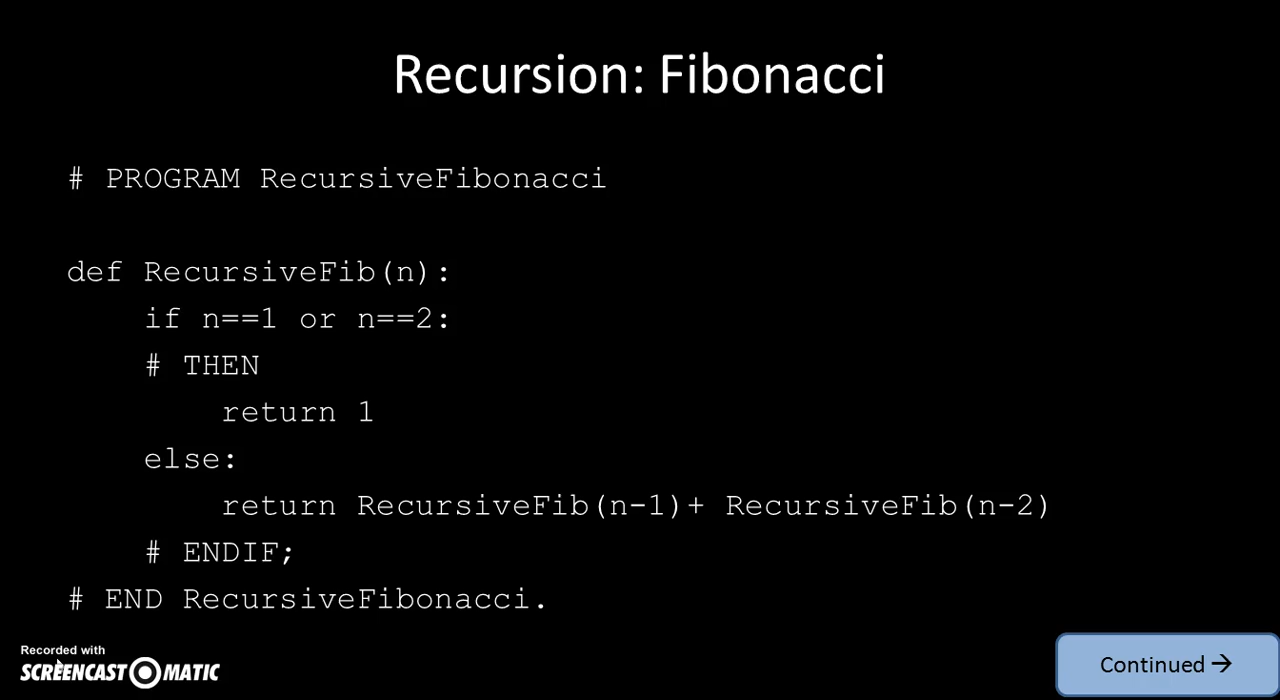 Recursion: Fibonacci
# PROGRAM RecursiveFibonacci
def RecursiveFib(n):
if n==1 or n==2:
# THEN
return 1
else:
return RecursiveFib(n-1)+ RecursiveFib(n-2)
# ENDIF;
# END RecursiveFibonacci.
Recorded with
SCREENCAST-O-MATIC
Continued →